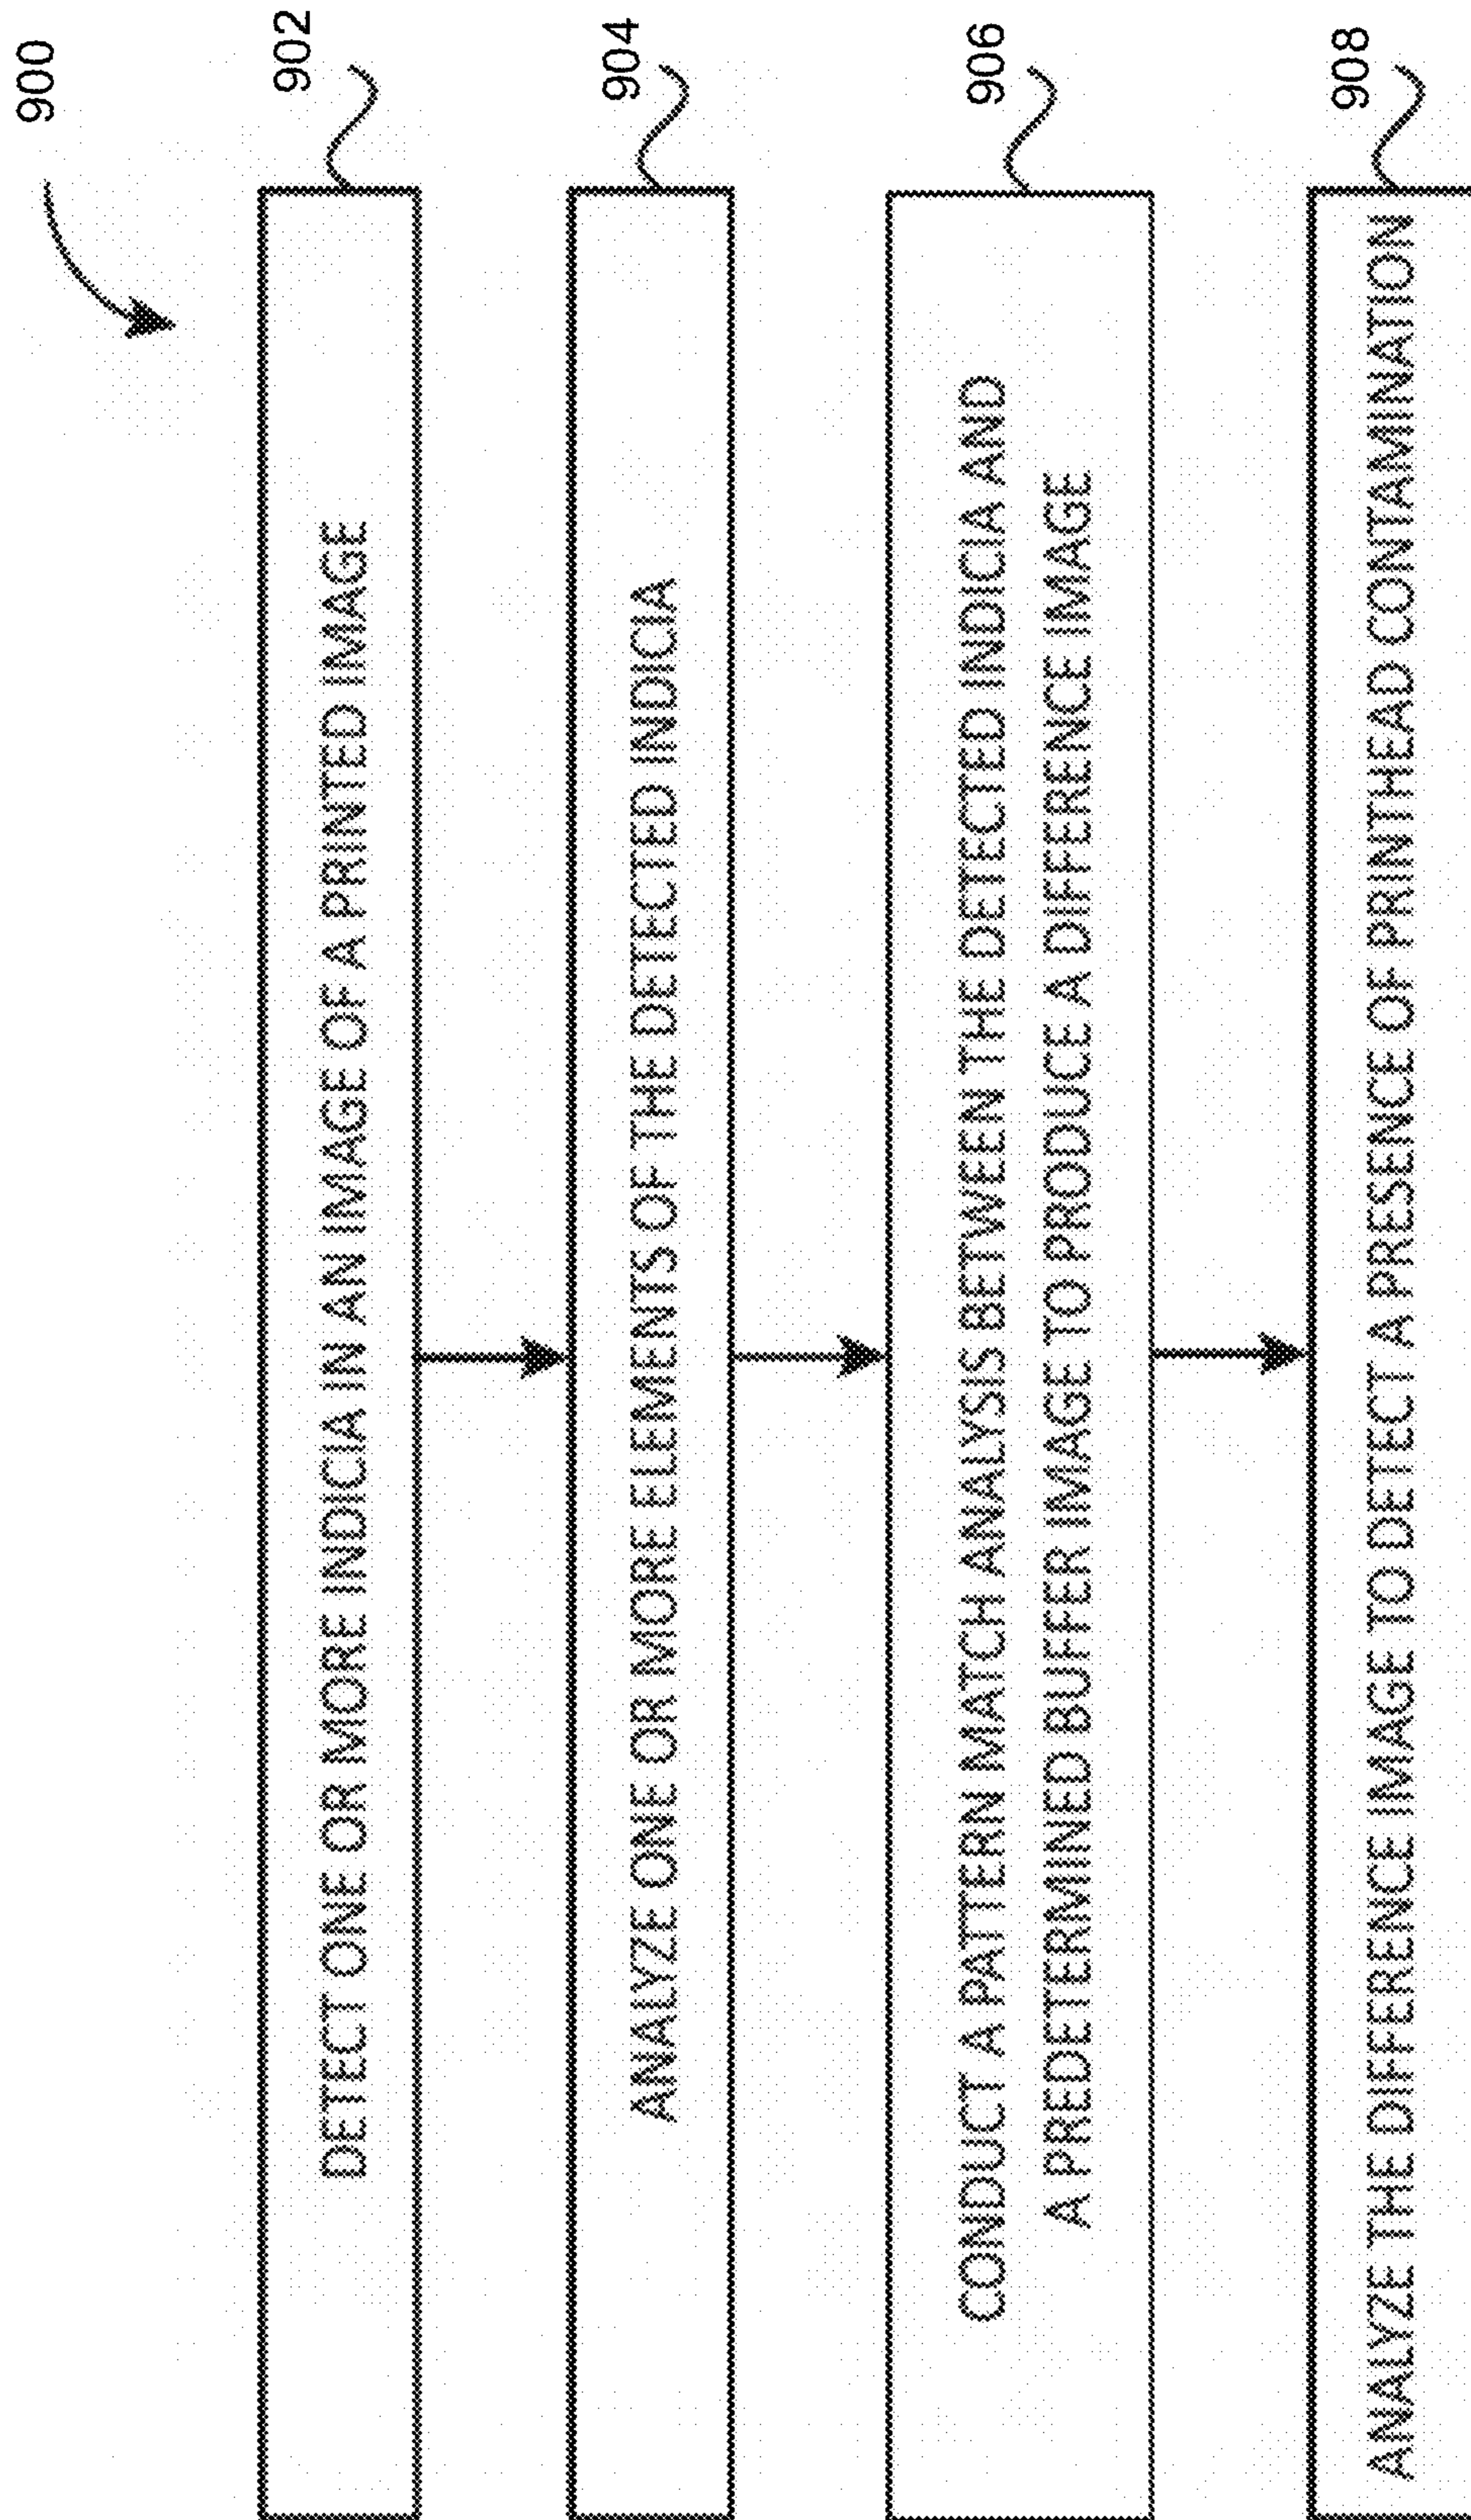 900
902
DETECT ONE OR MORE INDICIA IN AN IMAGE OF A PRINTED IMAGE
904
ANALYZE ONE OR MORE ELEMENTS OF THE DETECTED INDICIA
906
CONDUCT A PATTERN MATCH ANALYSIS BETWEEN THE DETECTED INDICIA AND
A PREDETERMINED BUFFER IMAGE TO PRODUCE A DIFFERENCE IMAGE
908
ANALYZE THE DIFFERENCE IMAGE TO DETECT A PRESENCE OF PRINTHEAD CONTAMINATION